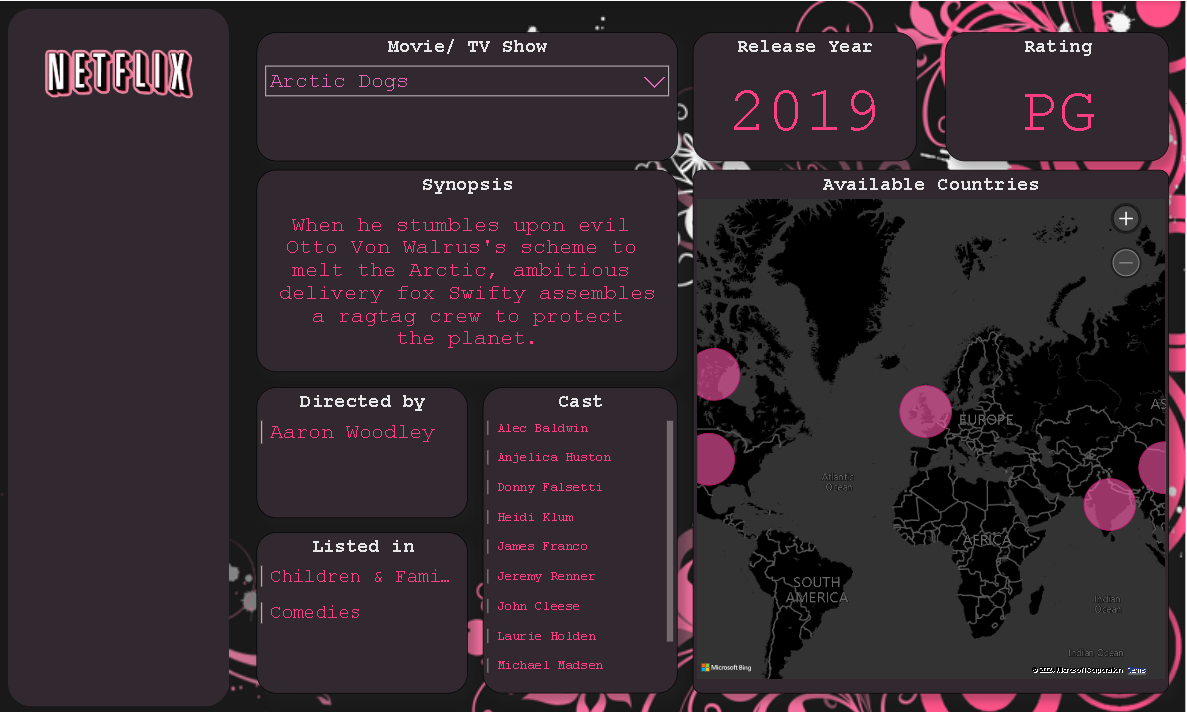 NETFLIX
Movie/ TV Show
Arctic Dogs
Release Year
2019
Rating
PG
Synopsis
When he stumbles upon evil
Otto Von Walrus's scheme to
melt the Arctic, ambitious
delivery fox Swifty assembles
a ragtag crew to protect
the planet.
Available Countries
EUROPE
AS
Atlantic
Ocean
AFRICA
SOUTH
AMERICA
Indian
Ocean
Indian Ocean
Microsoft Bing
Microsoft Corporation Terms
Directed by
Aaron Woodley
Listed in
Children & Fami…
Comedies
Cast
Alec Baldwin
Anjelica Huston
Donny Falsetti
Heidi Klum
James Franco
Jeremy Renner
John Cleese
Laurie Holden
Michael Madsen